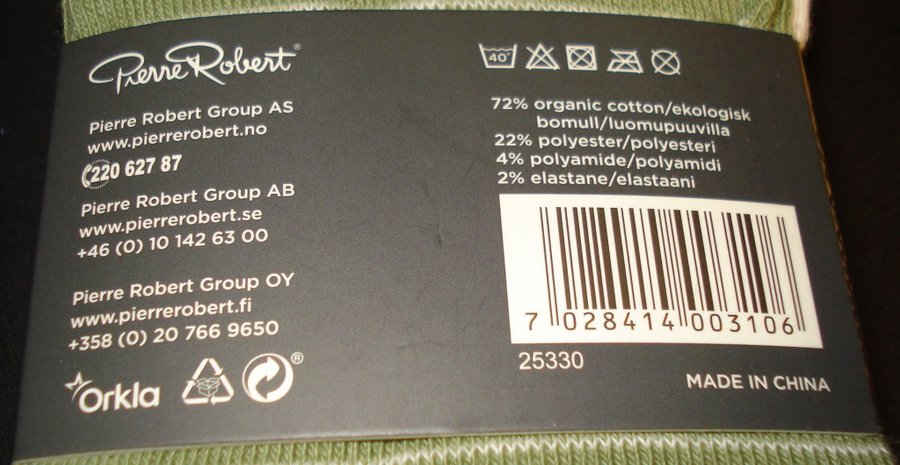 Pierre Robert®
Pierre Robert Group AS
www.pierrerobert.no
220 627 87
Pierre Robert Group AB
www.pierrerobert.se
+46 (0) 10 142 63 00
Pierre Robert Group OY
www.pierrerobert.fi
+358 (0) 20 766 9650
Orkla
®
40°
72% organic cotton/ekologisk
bomull/luomupuuvilla
22% polyester/polyesteri
4% polyamide/polyamidi
2% elastane/elastaani
7 028414 003106
25330
MADE IN CHINA